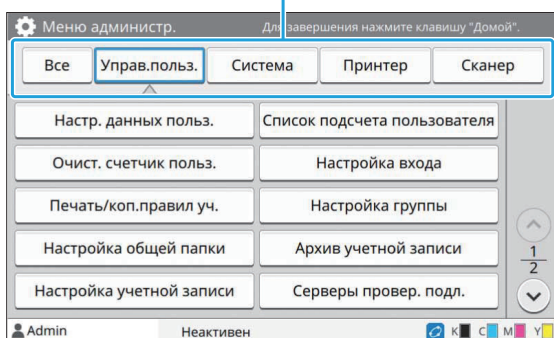 Меню администр. Для завершения нажмите клавишу "Домой".
Все Управ.польз. Система Принтер Сканер
Настр. данных польз. Список подсчета пользователя
Очист. счетчик польз. Настройка входа
Печать/коп.правил уч. Настройка группы
Настройка общей папки Архив учетной записи
Настройка учетной записи Серверы провер. подл.
1
2
Admin Неактивен K C M Y